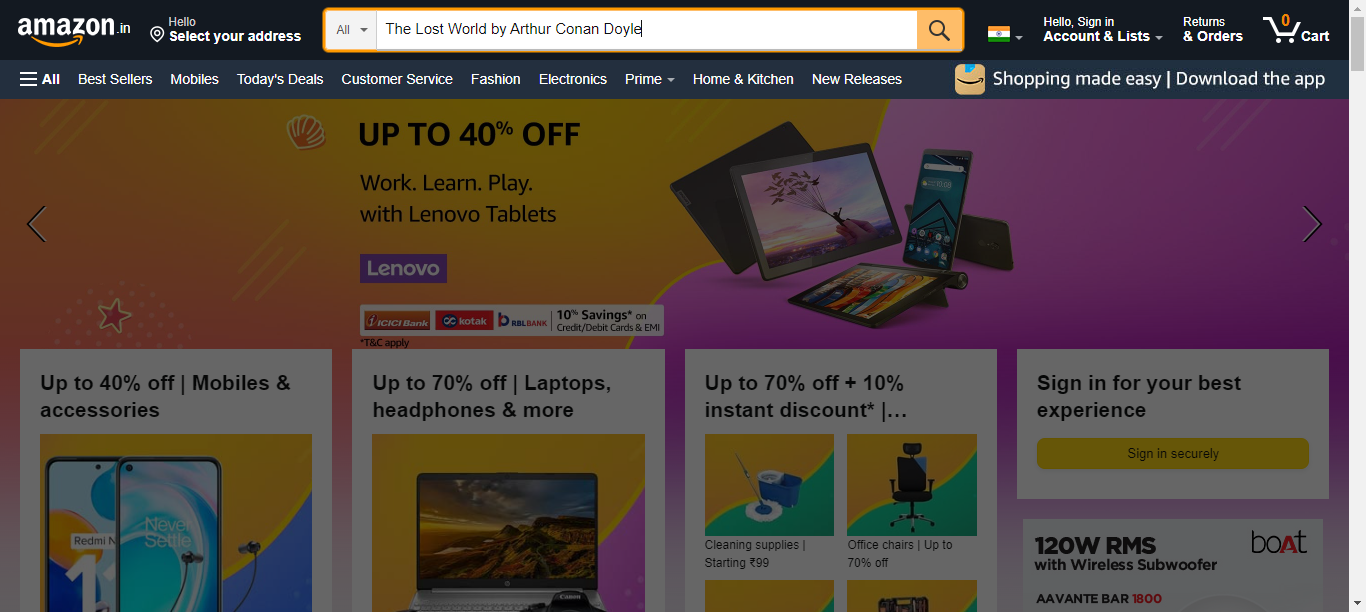 amazon.in
Hello
Select your address
All
The Lost World by Arthur Conan Doyle
Hello, Sign in
Account & Lists
Returns
& Orders
0
Cart
All Best Sellers Mobiles Today's Deals Customer Service Fashion Electronics Prime Home & Kitchen New Releases
Shopping made easy | Download the app
UP TO 40% OFF
Work. Learn. Play.
with Lenovo Tablets
Lenovo
ICICI Bank kotak RBLBANK 10% Savings* on
Credit/Debit Cards & EMI
*T&C apply
Up to 40% off | Mobiles &
accessories
Redmi N
11
Never
Settle
Up to 70% off | Laptops,
headphones & more
hp
Canon
Up to 70% off + 10%
instant discount* |…
Cleaning supplies |
Starting ₹99
Office chairs | Up to
70% off
Sign in for your best
experience
Sign in securely
boAt
120W RMS
with Wireless Subwoofer
AAVANTE BAR 1800